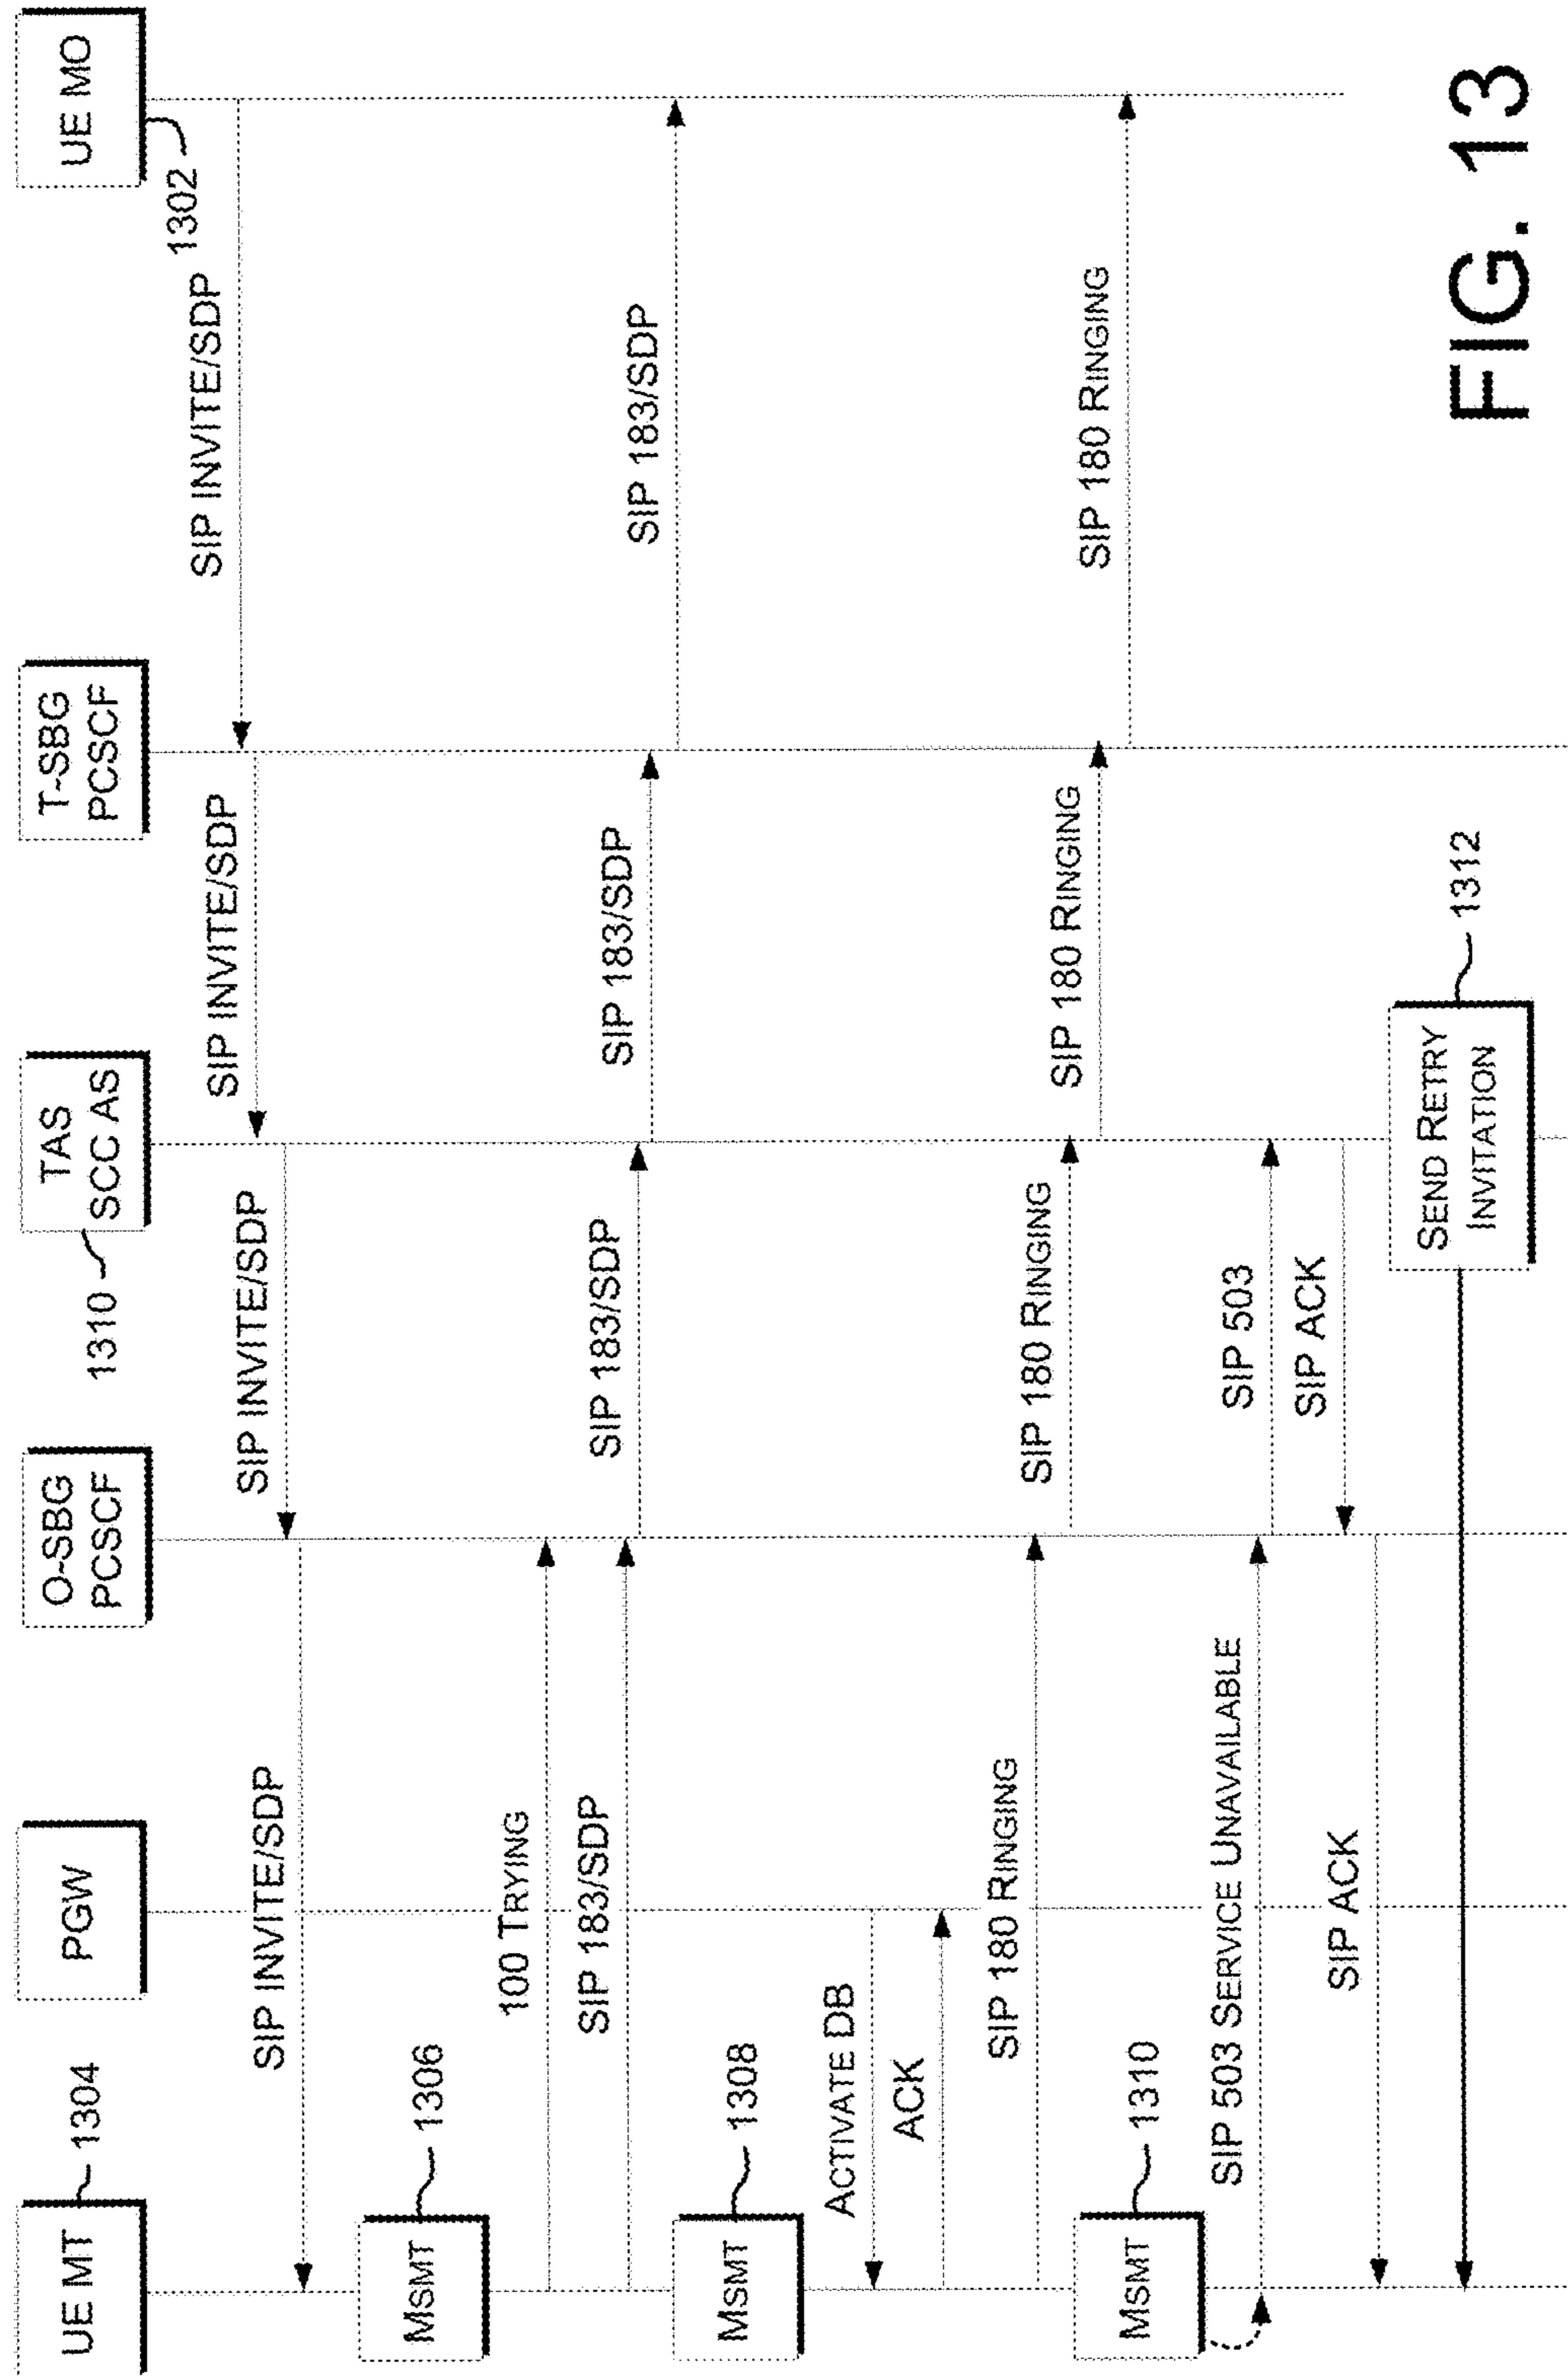 UE MT
1304
PGW
O-SBG
PCSCF
TAS
SCC AS
1310
T-SBG
PCSCF
UE MO
1302
SIP INVITE/SDP
SIP INVITE/SDP
SIP INVITE/SDP
SIP INVITE/SDP
MSMT
1306
100 TRYING
SIP 183/SDP
SIP 183/SDP
SIP 183/SDP
SIP 183/SDP
MSMT
1308
ACTIVATE DB
ACK
SIP 180 RINGING
SIP 180 RINGING
SIP 180 RINGING
SIP 180 RINGING
MSMT
1310
SIP 503 SERVICE UNAVAILABLE
SIP 503
SIP ACK
SIP ACK
SEND RETRY
INVITATION
1312
FIG. 13